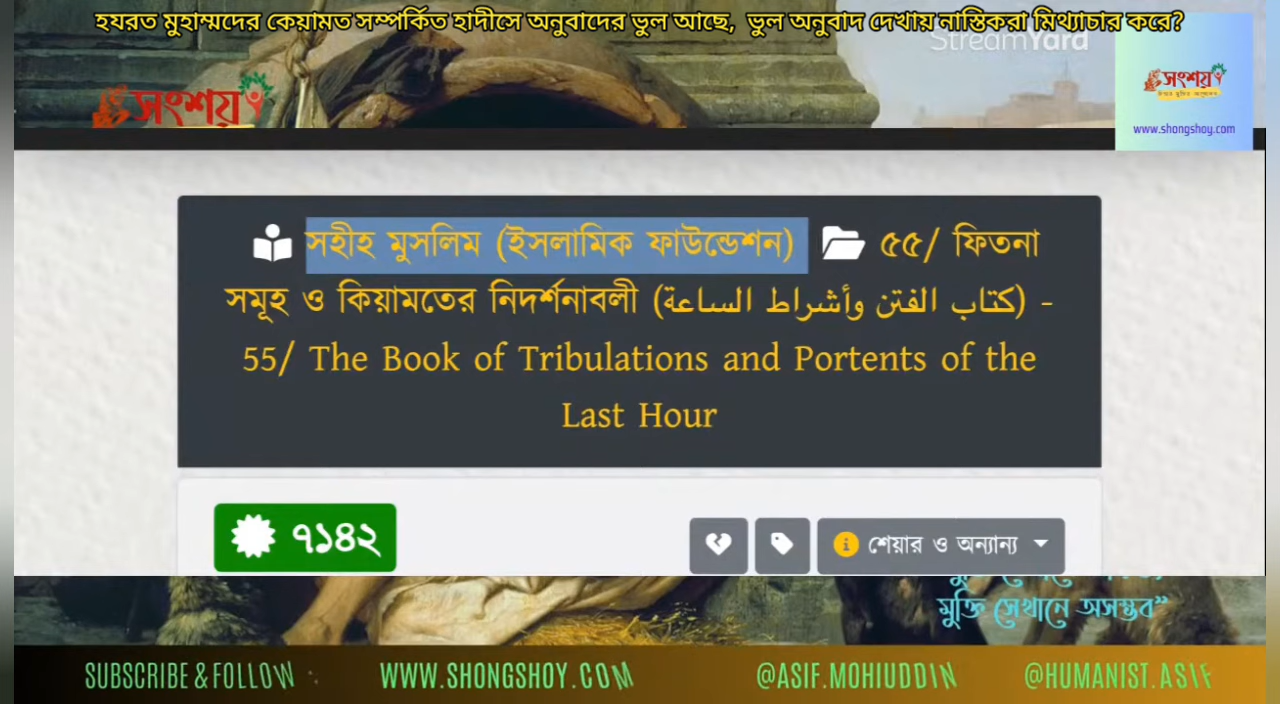 হযরত মুহাম্মদের কেয়ামত সম্পর্কিত হাদীসে অনুবাদের ভুল আছে, ভুল অনুবাদ দেখায় নাস্তিকরা মিথ্যাচার করে?
StreamYard
সংশয়
সংশয়
www.shongshoy.com
সহীহ মুসলিম (ইসলামিক ফাউন্ডেশন) ৫৫/ ফিতনা
সমূহ ও কিয়ামতের নিদর্শনাবলী (كتاب الفتن وأشراط الساعة) -
55/ The Book of Tribulations and Portents of the
Last Hour
৭১৪২
শেয়ার ও অন্যান্য
মুক্তি সেখানে অসম্ভব”
SUBSCRIBE & FOLLOW : WWW.SHONGSHOY.COM @ASIF.MOHIUDDIN @HUMANIST.ASIF